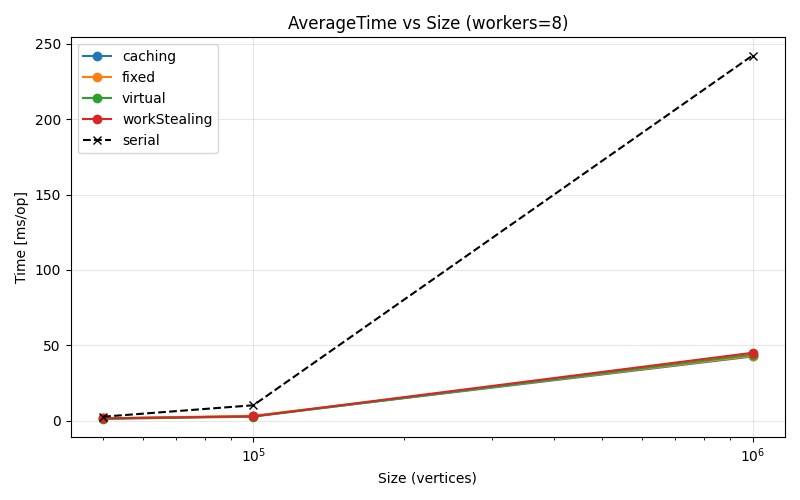 AverageTime vs Size (workers=8)
Time [ms/op]
250
200
150
100
50
0
caching
fixed
virtual
workStealing
serial
10⁵
10⁶
Size (vertices)